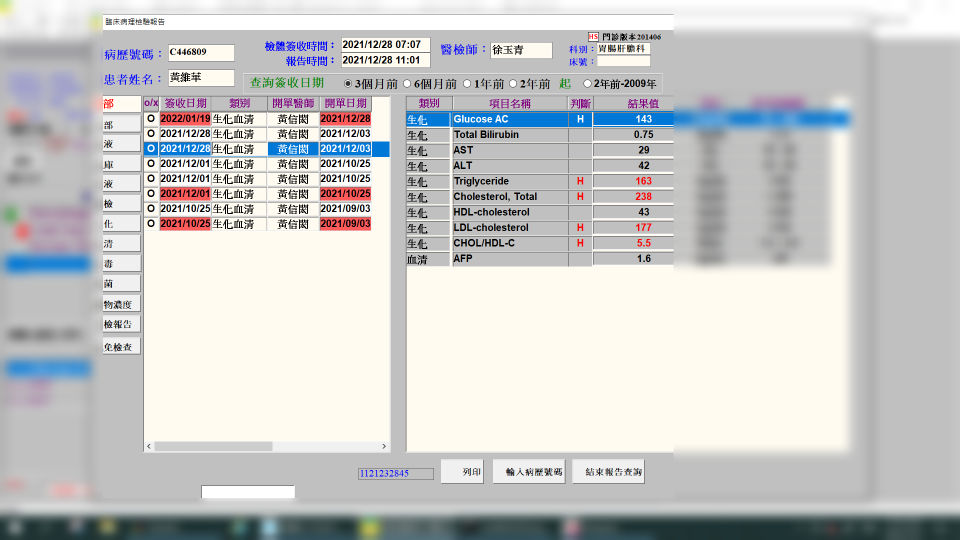 臨床病理檢驗報告
HS 門診版本201406
病歷號碼： C446809 檢體簽收時間： 2021/12/28 07:07 醫檢師： 徐玉青 科別： 胃腸肝膽科
報告時間： 2021/12/28 11:01 床號：
患者姓名： 黃維華 查詢簽收日期 3個月前 6個月前 1年前 2年前 起 2年前-2009年
部 o/x 簽收日期 類別 開單醫師 開單日期 類別 項目名稱 判斷 結果值
O 2022/01/19 生化血清 黃信閎 2021/12/28 生化 Glucose AC H 143
部 O 2021/12/28 生化血清 黃信閎 2021/12/03 生化 Total Bilirubin 0.75
液 O 2021/12/28 生化血清 黃信閎 2021/12/03 生化 AST 29
庫 O 2021/12/01 生化血清 黃信閎 2021/10/25 生化 ALT 42
液 O 2021/12/01 生化血清 黃信閎 2021/10/25 生化 Triglyceride H 163
O 2021/12/01 生化血清 黃信閎 2021/10/25 生化 Cholesterol, Total H 238
檢 O 2021/10/25 生化血清 黃信閎 2021/09/03 生化 HDL-cholesterol 43
化 O 2021/10/25 生化血清 黃信閎 2021/09/03 生化 LDL-cholesterol H 177
清 生化 CHOL/HDL-C H 5.5
毒 血清 AFP 1.6
菌
物濃度
檢報告
免檢查
1121232845 列印 輸入病歷號碼 結束報告查詢